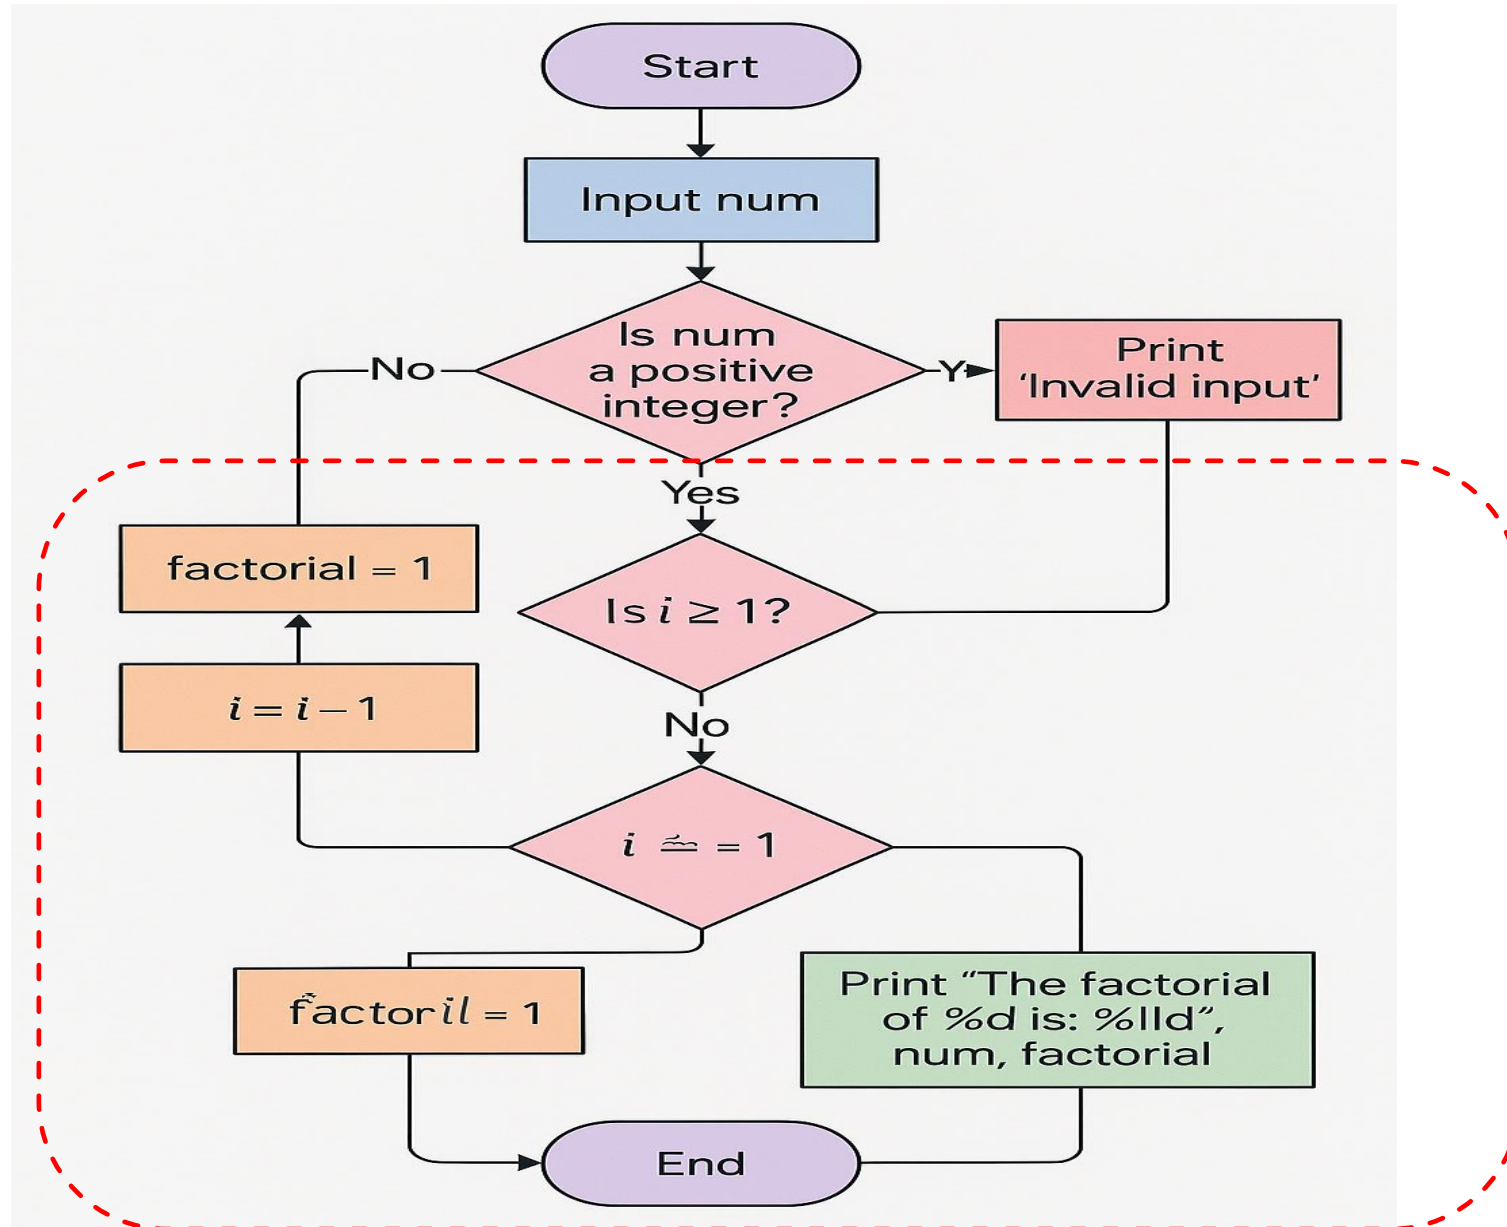 Start
Input num
Is num
a positive
integer?
No
Y
Print
‘Invalid input’
Yes
factorial = 1
Is i ≥ 1?
i = i − 1
No
i = 1
= 1
Print “The factorial
of %d is: %lld”,
num, factorial
End